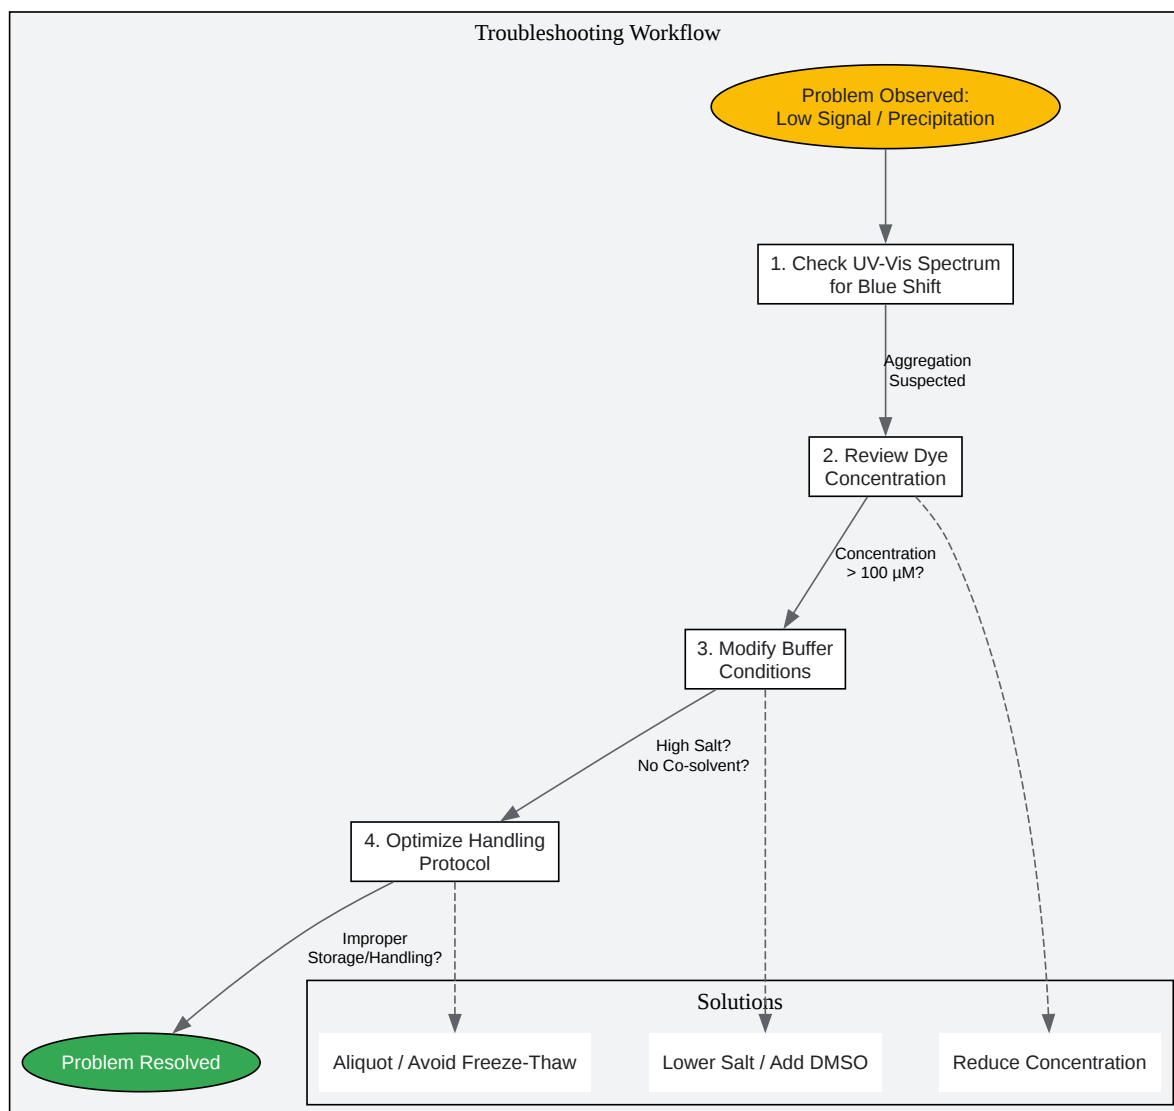 Troubleshooting Workflow
Problem Observed:
Low Signal / Precipitation
1. Check UV-Vis Spectrum
for Blue Shift
Aggregation
Suspected
2. Review Dye
Concentration
Concentration
> 100 µM?
3. Modify Buffer
Conditions
High Salt?
No Co-solvent?
4. Optimize Handling
Protocol
Improper
Storage/Handling?
Solutions
Problem Resolved
Aliquot / Avoid Freeze-Thaw
Lower Salt / Add DMSO
Reduce Concentration